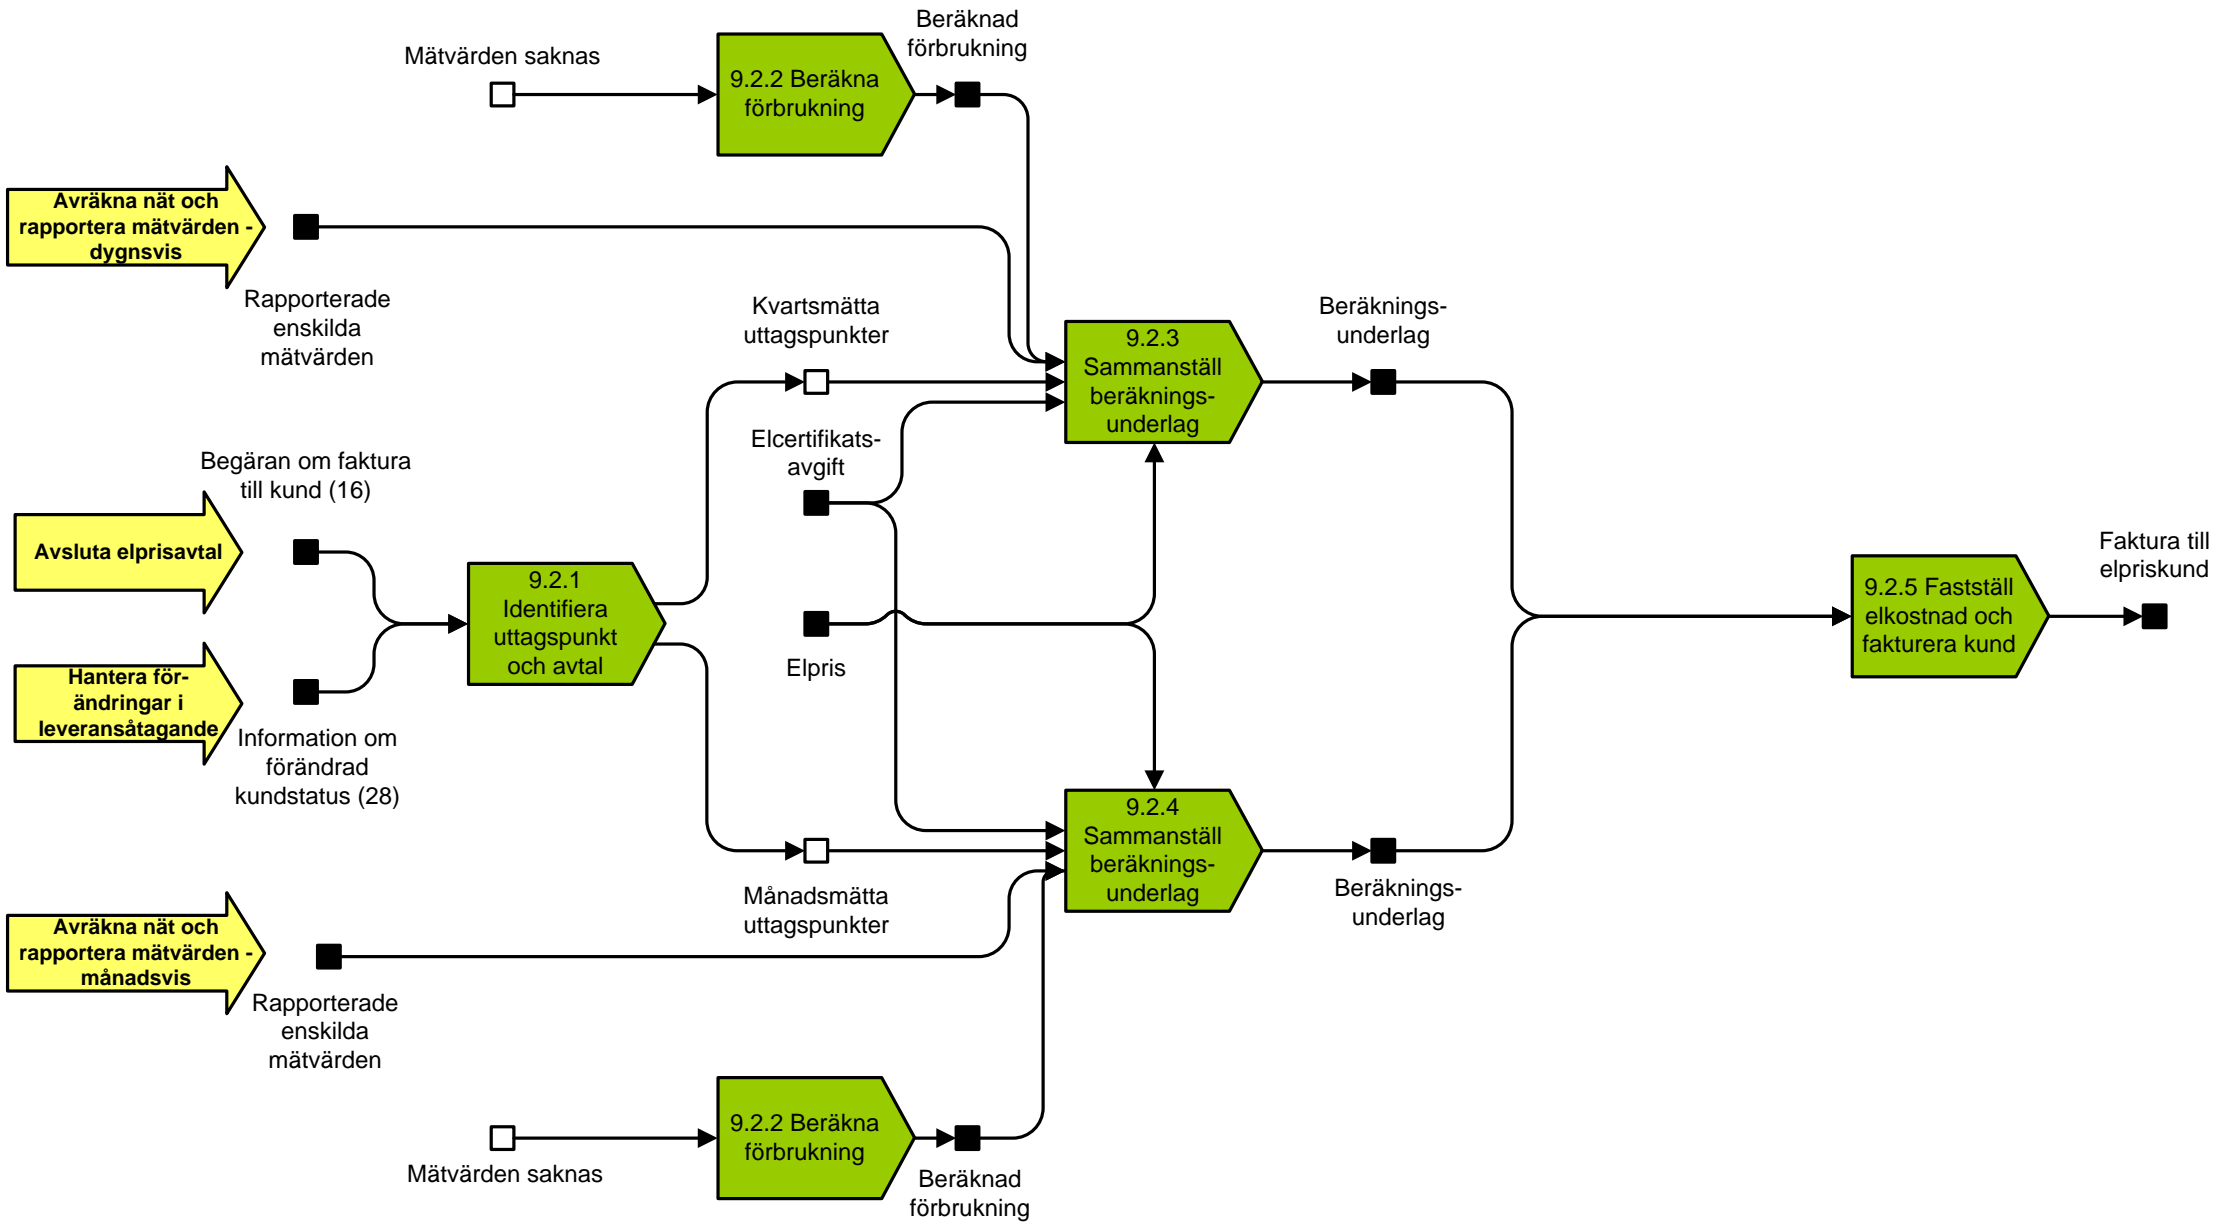 Beräknad
förbrukning
Mätvärden saknas
9.2.2 Beräkna
förbrukning
Avräkna nät och
rapportera mätvärden -
dygnsvis
Rapporterade
enskilda
mätvärden
Kvartsmätta
uttagspunkter
9.2.3
Sammanställ
beräknings-
underlag
Beräknings-
underlag
Elcertifikats-
avgift
Begäran om faktura
till kund (16)
Avsluta elprisavtal
9.2.1
Identifiera
uttagspunkt
och avtal
Elpris
Hantera för-
ändringar i
leveransåtagande
Information om
förändrad
kundstatus (28)
9.2.5 Fastställ
elkostnad och
fakturera kund
Faktura till
elpriskund
9.2.4
Sammanställ
beräknings-
underlag
Beräknings-
underlag
Månadsmätta
uttagspunkter
Avräkna nät och
rapportera mätvärden -
månadsvis
Rapporterade
enskilda
mätvärden
9.2.2 Beräkna
förbrukning
Mätvärden saknas
Beräknad
förbrukning